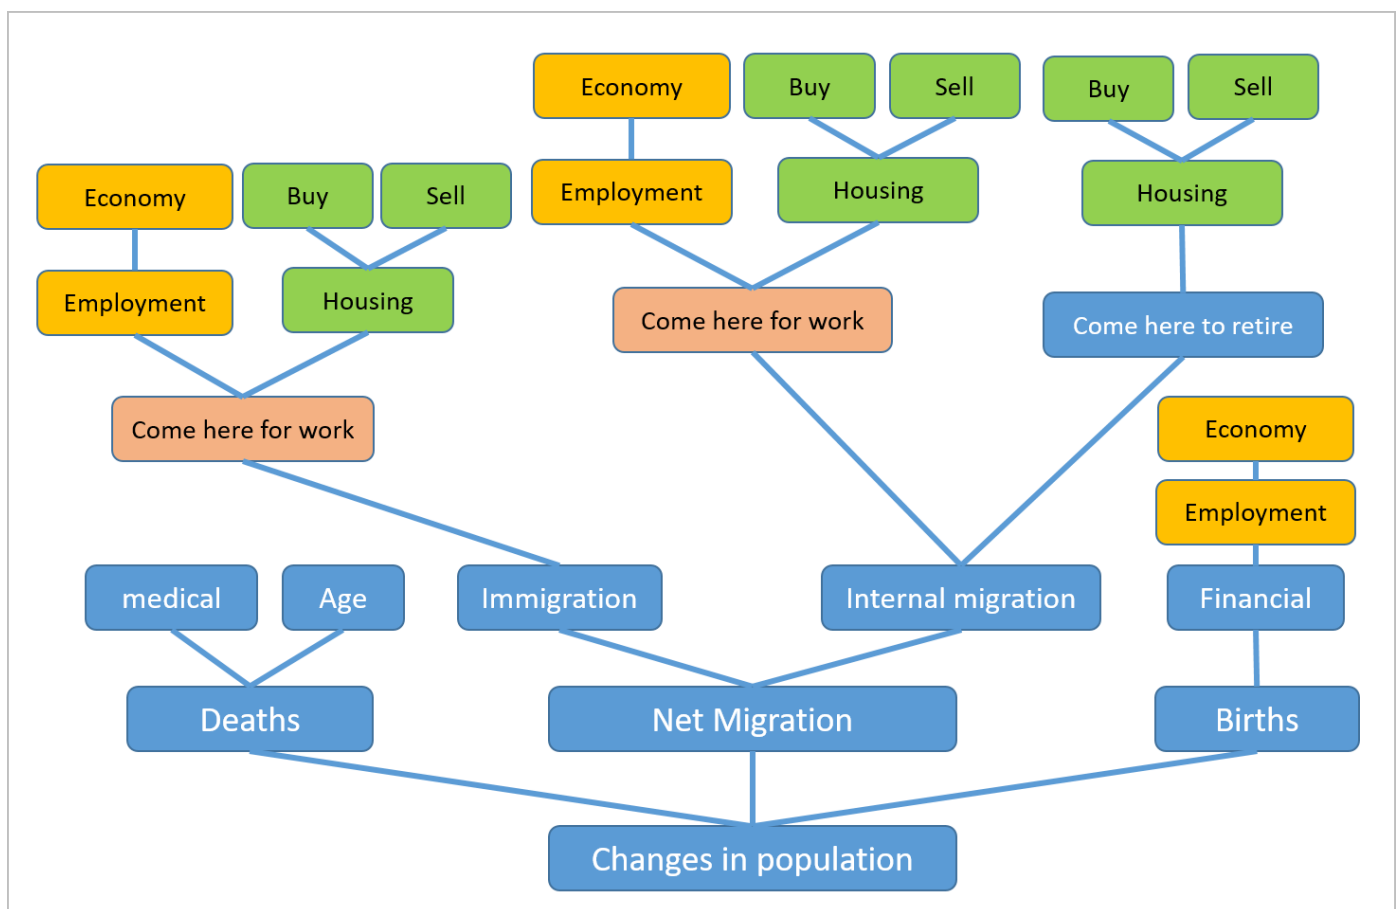 Economy
Buy
Sell
Buy
Sell
Economy
Buy
Sell
Employment
Housing
Housing
Employment
Housing
Come here for work
Come here to retire
Come here for work
Economy
Employment
medical
Age
Immigration
Internal migration
Financial
Deaths
Net Migration
Births
Changes in population